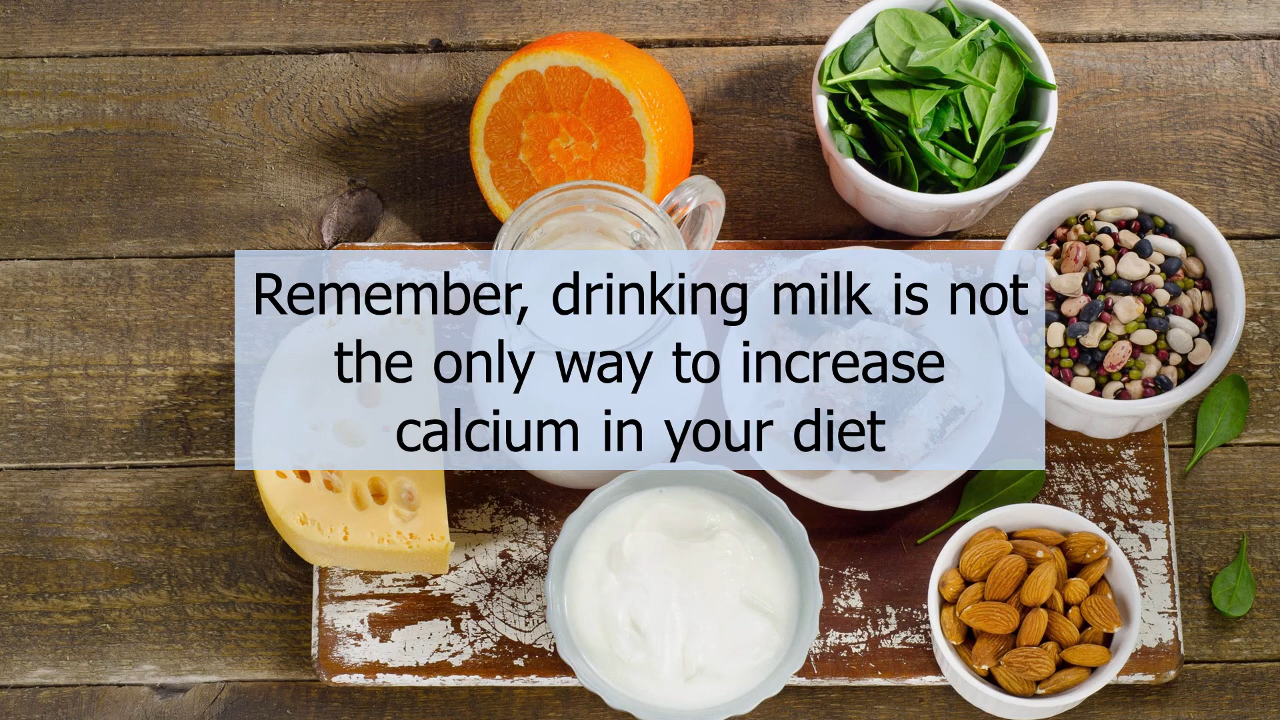 Remember, drinking milk is not
the only way to increase
calcium in your diet